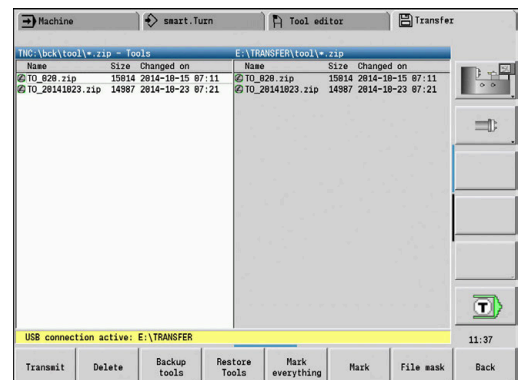 Machine smart.Turn Tool editor Transfer
TNC:\bck\tool\*.zip - Tools E:\TRANSFER\tool\*.zip
Name Size Changed on Name Size Changed on
TO_020.zip 15014 2014-10-15 07:11 TO_020.zip 15014 2014-10-15 07:11
TO_20141023.zip 14987 2014-10-23 07:21 TO_20141023.zip 14987 2014-10-23 07:21
T
USB connection active: E:\TRANSFER
11:37
Transmit Delete Backup tools Restore Tools Mark everything Mark File mask Back